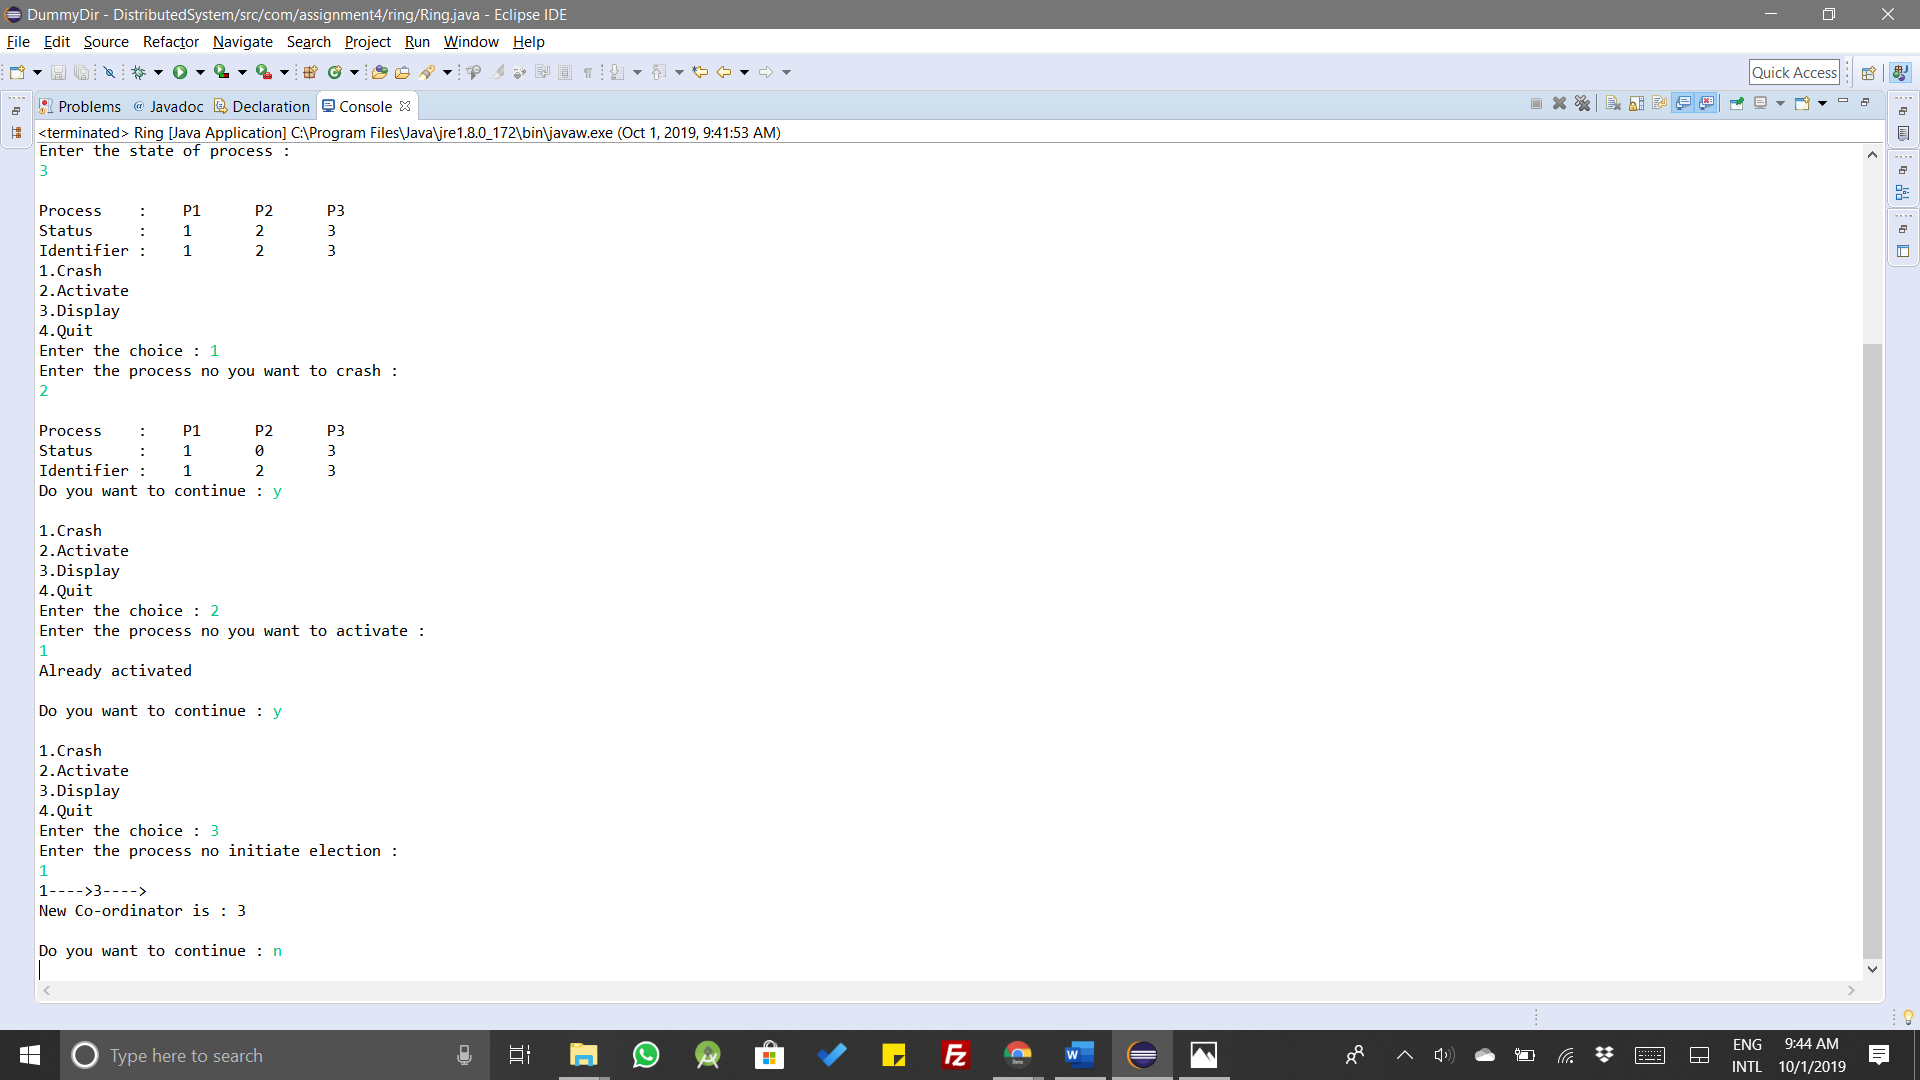 DummyDir - DistributedSystem/src/com/assignment4/ring/Ring.java - Eclipse IDE
File Edit Source Refactor Navigate Search Project Run Window Help
Quick Access
Problems @ Javadoc Declaration Console
<terminated> Ring [Java Application] C:\Program Files\Java\jre1.8.0_172\bin\javaw.exe (Oct 1, 2019, 9:41:53 AM)
Enter the state of process :
3
Process    :    P1      P2      P3
Status     :    1       2       3
Identifier :    1       2       3
1.Crash
2.Activate
3.Display
4.Quit
Enter the choice : 1
Enter the process no you want to crash :
2
Process    :    P1      P2      P3
Status     :    1       0       3
Identifier :    1       2       3
Do you want to continue : y
1.Crash
2.Activate
3.Display
4.Quit
Enter the choice : 2
Enter the process no you want to activate :
1
Already activated
Do you want to continue : y
1.Crash
2.Activate
3.Display
4.Quit
Enter the choice : 3
Enter the process no initiate election :
1
1---->3---->
New Co-ordinator is : 3
Do you want to continue : n
Type here to search
ENG
INTL
9:44 AM
10/1/2019